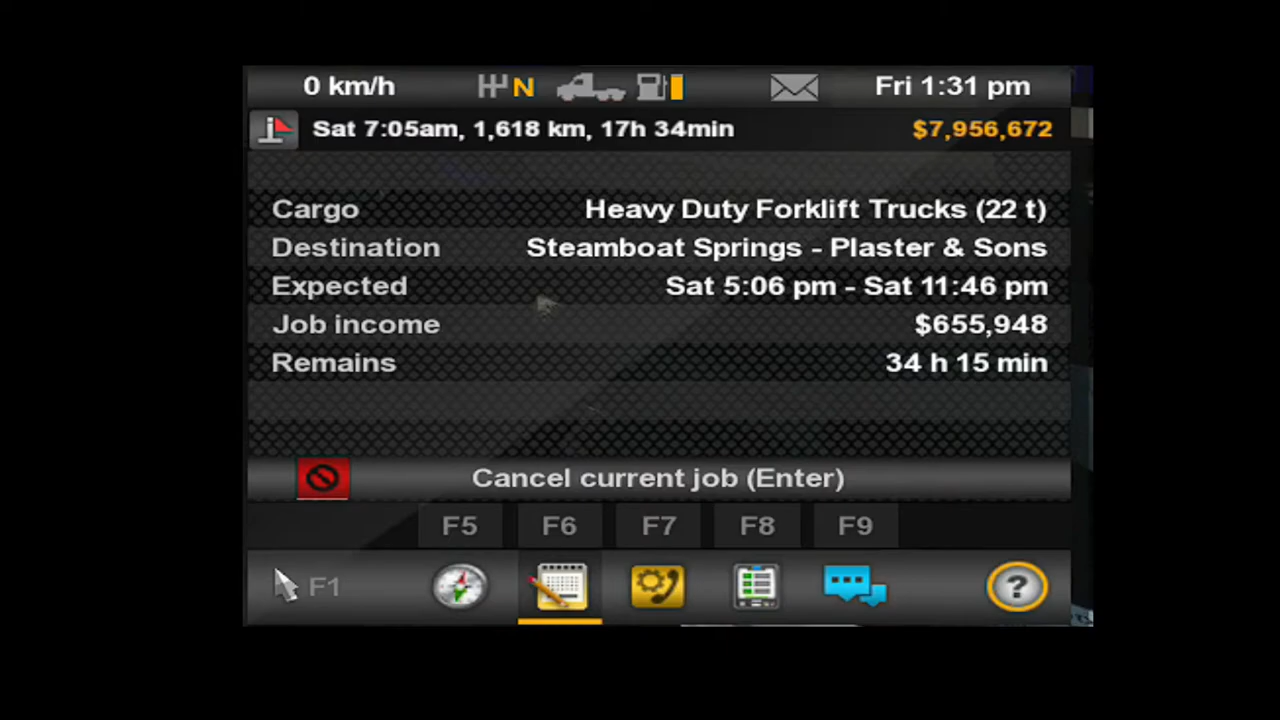 0 km/h N Fri 1:31 pm
Sat 7:05am, 1,618 km, 17h 34min $7,956,672
Cargo Heavy Duty Forklift Trucks (22 t)
Destination Steamboat Springs - Plaster & Sons
Expected Sat 5:06 pm - Sat 11:46 pm
Job income $655,948
Remains 34 h 15 min
Cancel current job (Enter)
F5 F6 F7 F8 F9
F1 ?